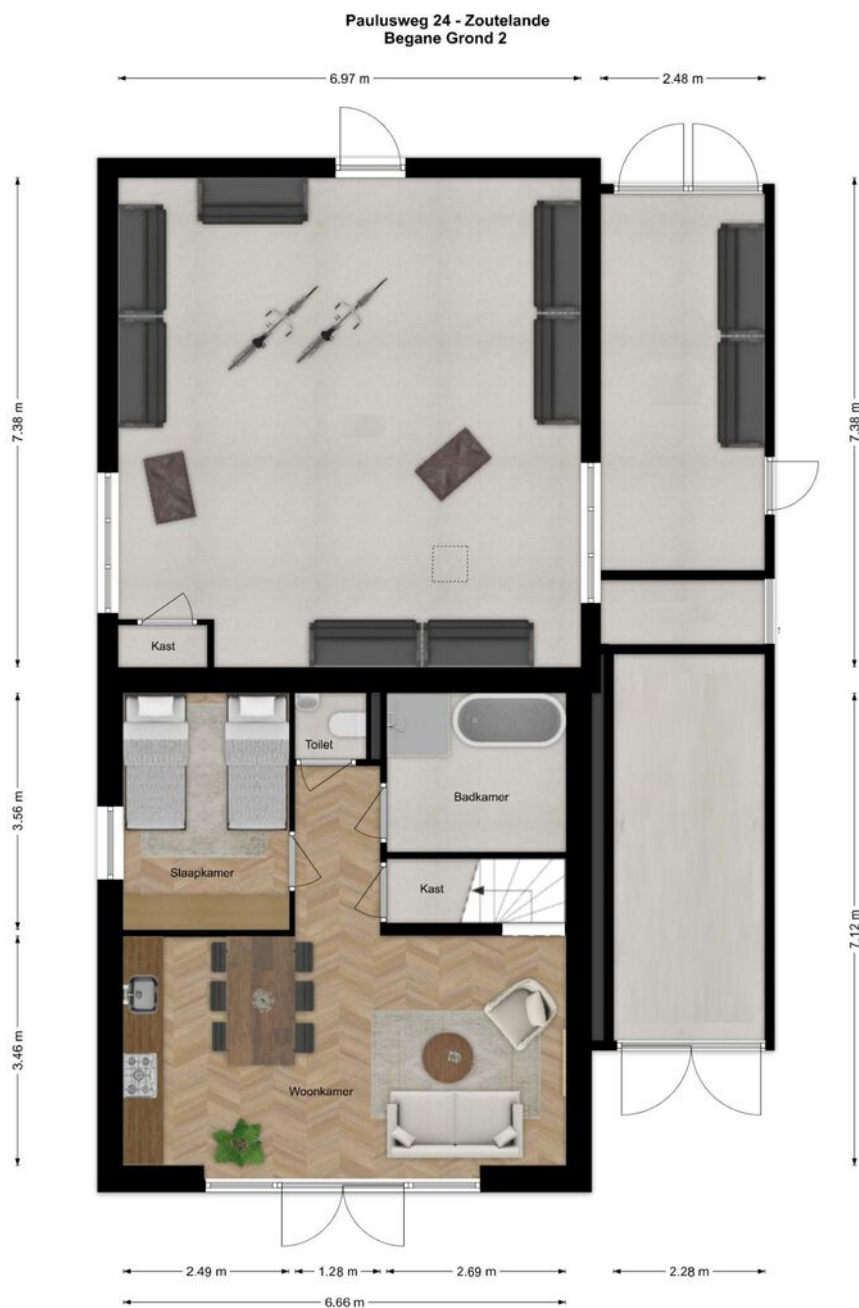 Paulusweg 24 - Zoutelande
Begane Grond 2
6.97 m
2.48 m
7.38 m
7.38 m
Kast
Toilet
3.56 m
Badkamer
Slaapkamer
Kast
7.12 m
3.46 m
Woonkamer
2.49 m
1.28 m
2.69 m
2.28 m
6.66 m